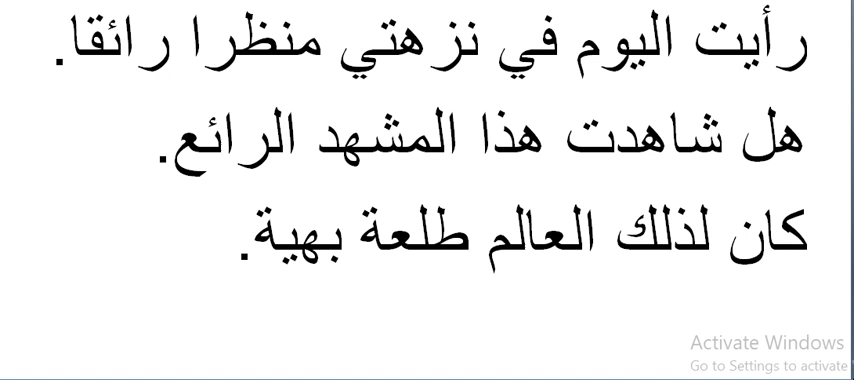 رأيت اليوم في نزهتي منظرا رائقا.
هل شاهدت هذا المشهد الرائع.
كان لذلك العالم طلعة بهية.
Activate Windows
Go to Settings to activate